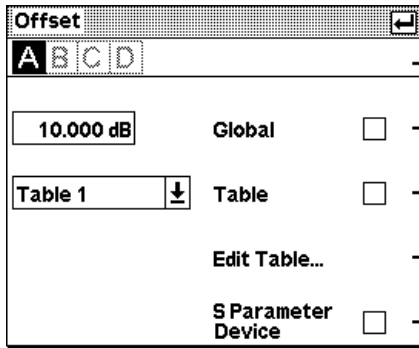 Offset
A B C D
10.000 dB Global
Table 1 Table
Edit Table...
S Parameter
Device